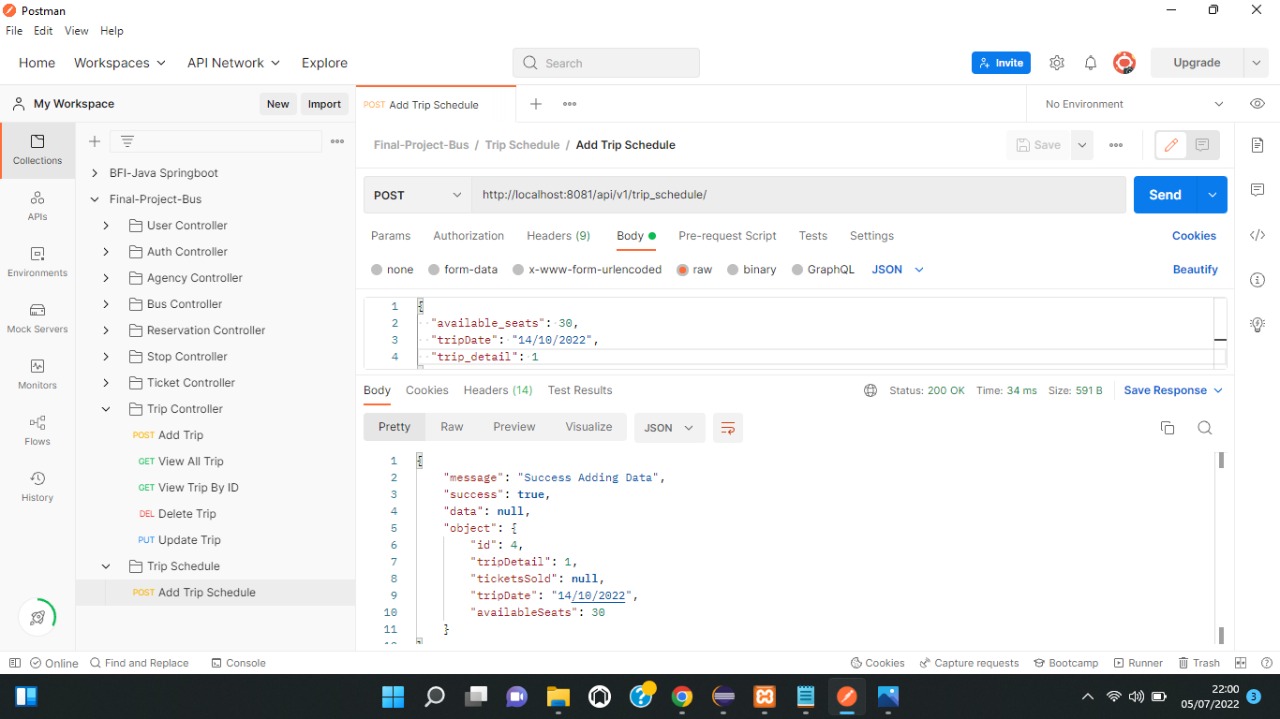 Postman
File Edit View Help
Home Workspaces API Network Explore Search Invite Upgrade
My Workspace New Import
POST Add Trip Schedule No Environment
Collections
APIs
Environments
Mock Servers
Monitors
Flows
History
BFI-Java Springboot
Final-Project-Bus
User Controller
Auth Controller
Agency Controller
Bus Controller
Reservation Controller
Stop Controller
Ticket Controller
Trip Controller
POST Add Trip
GET View All Trip
GET View Trip By ID
DEL Delete Trip
PUT Update Trip
Trip Schedule
POST Add Trip Schedule
Final-Project-Bus / Trip Schedule / Add Trip Schedule Save
POST http://localhost:8081/api/v1/trip_schedule/ Send
Params Authorization Headers (9) Body Pre-request Script Tests Settings Cookies
none form-data x-www-form-urlencoded raw binary GraphQL JSON Beautify
1 {
2 "available_seats": 30,
3 "tripDate": "14/10/2022",
4 "trip_detail": 1
Body Cookies Headers (14) Test Results Status: 200 OK Time: 34 ms Size: 591 B Save Response
Pretty Raw Preview Visualize JSON
1 {
2 "message": "Success Adding Data",
3 "success": true,
4 "data": null,
5 "object": {
6 "id": 4,
7 "tripDetail": 1,
8 "ticketsSold": null,
9 "tripDate": "14/10/2022",
10 "availableSeats": 30
11 }
Online Find and Replace Console Cookies Capture requests Bootcamp Runner Trash
22:00
05/07/2022
3